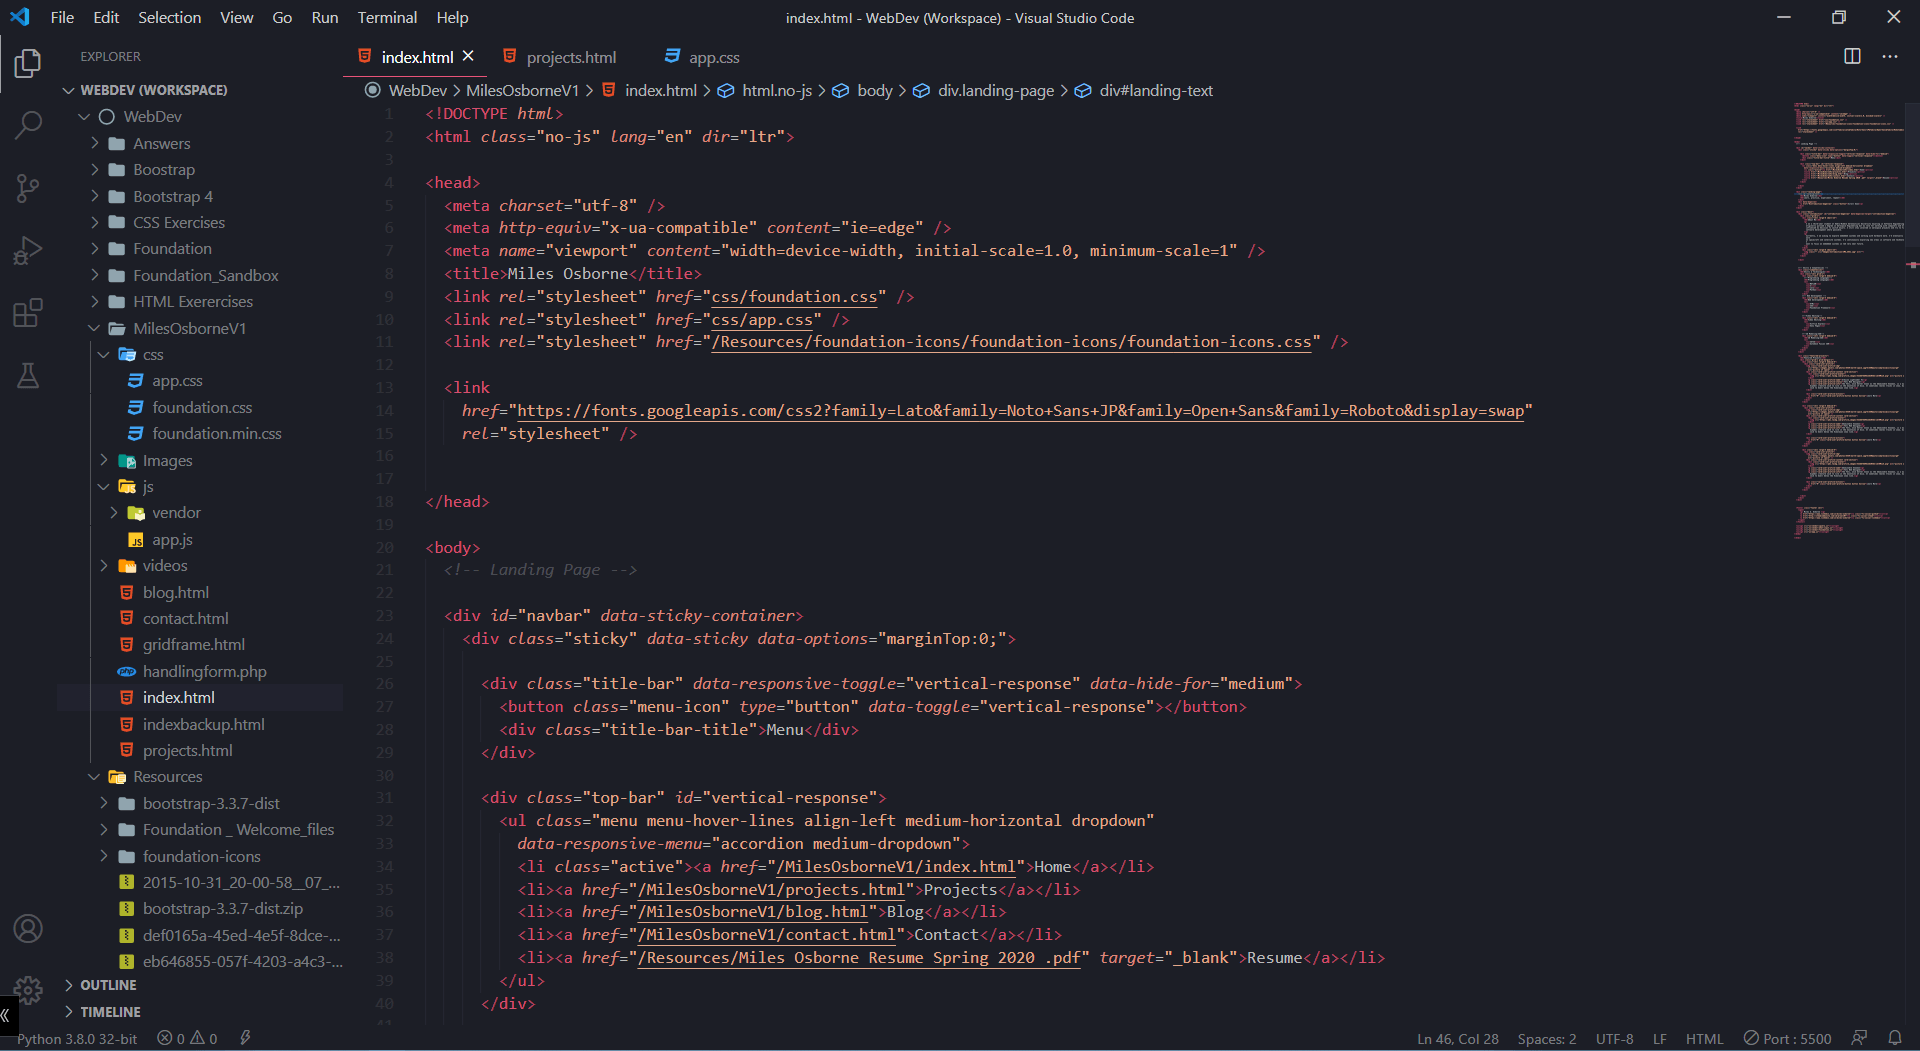 File Edit Selection View Go Run Terminal Help
index.html - WebDev (Workspace) - Visual Studio Code
EXPLORER
index.html
projects.html
app.css
WebDev > MilesOsborneV1 > index.html > html.no-js > body > div.landing-page > div#landing-text
WEBDEV (WORKSPACE)
WebDev
Answers
Boostrap
Bootstrap 4
CSS Exercises
Foundation
Foundation_Sandbox
HTML Exerercises
MilesOsborneV1
css
app.css
foundation.css
foundation.min.css
Images
js
vendor
JS app.js
videos
blog.html
contact.html
gridframe.html
php handlingform.php
index.html
indexbackup.html
projects.html
Resources
bootstrap-3.3.7-dist
Foundation _ Welcome_files
foundation-icons
2015-10-31_20-00-58__07_...
bootstrap-3.3.7-dist.zip
def0165a-45ed-4e5f-8dce-...
eb646855-057f-4203-a4c3-...
OUTLINE
TIMELINE
1 <!DOCTYPE html>
2 <html class="no-js" lang="en" dir="ltr">
3
4 <head>
5 <meta charset="utf-8" />
6 <meta http-equiv="x-ua-compatible" content="ie=edge" />
7 <meta name="viewport" content="width=device-width, initial-scale=1.0, minimum-scale=1" />
8 <title>Miles Osborne</title>
9 <link rel="stylesheet" href="css/foundation.css" />
10 <link rel="stylesheet" href="css/app.css" />
11 <link rel="stylesheet" href="/Resources/foundation-icons/foundation-icons/foundation-icons.css" />
12
13 <link
14 href="https://fonts.googleapis.com/css2?family=Lato&family=Noto+Sans+JP&family=Open+Sans&family=Roboto&display=swap"
15 rel="stylesheet" />
16
17
18 </head>
19
20 <body>
21 <!-- Landing Page -->
22
23 <div id="navbar" data-sticky-container>
24 <div class="sticky" data-sticky data-options="marginTop:0;">
25
26 <div class="title-bar" data-responsive-toggle="vertical-response" data-hide-for="medium">
27 <button class="menu-icon" type="button" data-toggle="vertical-response"></button>
28 <div class="title-bar-title">Menu</div>
29 </div>
30
31 <div class="top-bar" id="vertical-response">
32 <ul class="menu menu-hover-lines align-left medium-horizontal dropdown"
33 data-responsive-menu="accordion medium-dropdown">
34 <li class="active"><a href="/MilesOsborneV1/index.html">Home</a></li>
35 <li><a href="/MilesOsborneV1/projects.html">Projects</a></li>
36 <li><a href="/MilesOsborneV1/blog.html">Blog</a></li>
37 <li><a href="/MilesOsborneV1/contact.html">Contact</a></li>
38 <li><a href="/Resources/Miles Osborne Resume Spring 2020 .pdf" target="_blank">Resume</a></li>
39 </ul>
40 </div>
41
Python 3.8.0 32-bit 0 0
Ln 46, Col 28 Spaces: 2 UTF-8 LF HTML Port : 5500